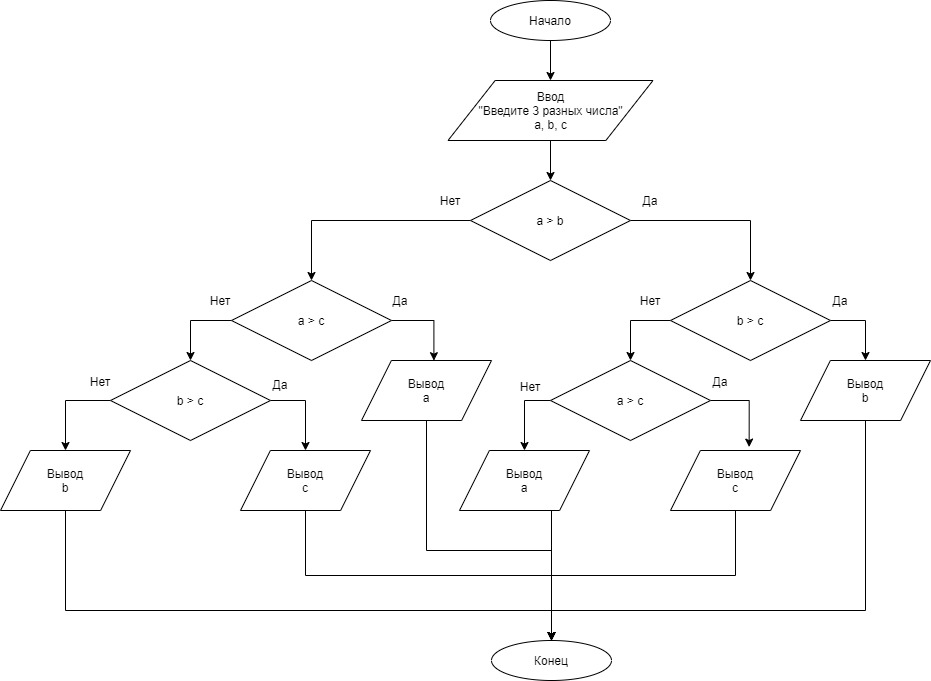 Начало
Ввод
"Введите 3 разных числа"
a, b, c
Нет
Да
a > b
Нет
Да
Нет
Да
a > c
b > c
Нет
Да
Вывод
a
Нет
Да
Вывод
b
b > c
a > c
Вывод
b
Вывод
c
Вывод
a
Вывод
c
Конец